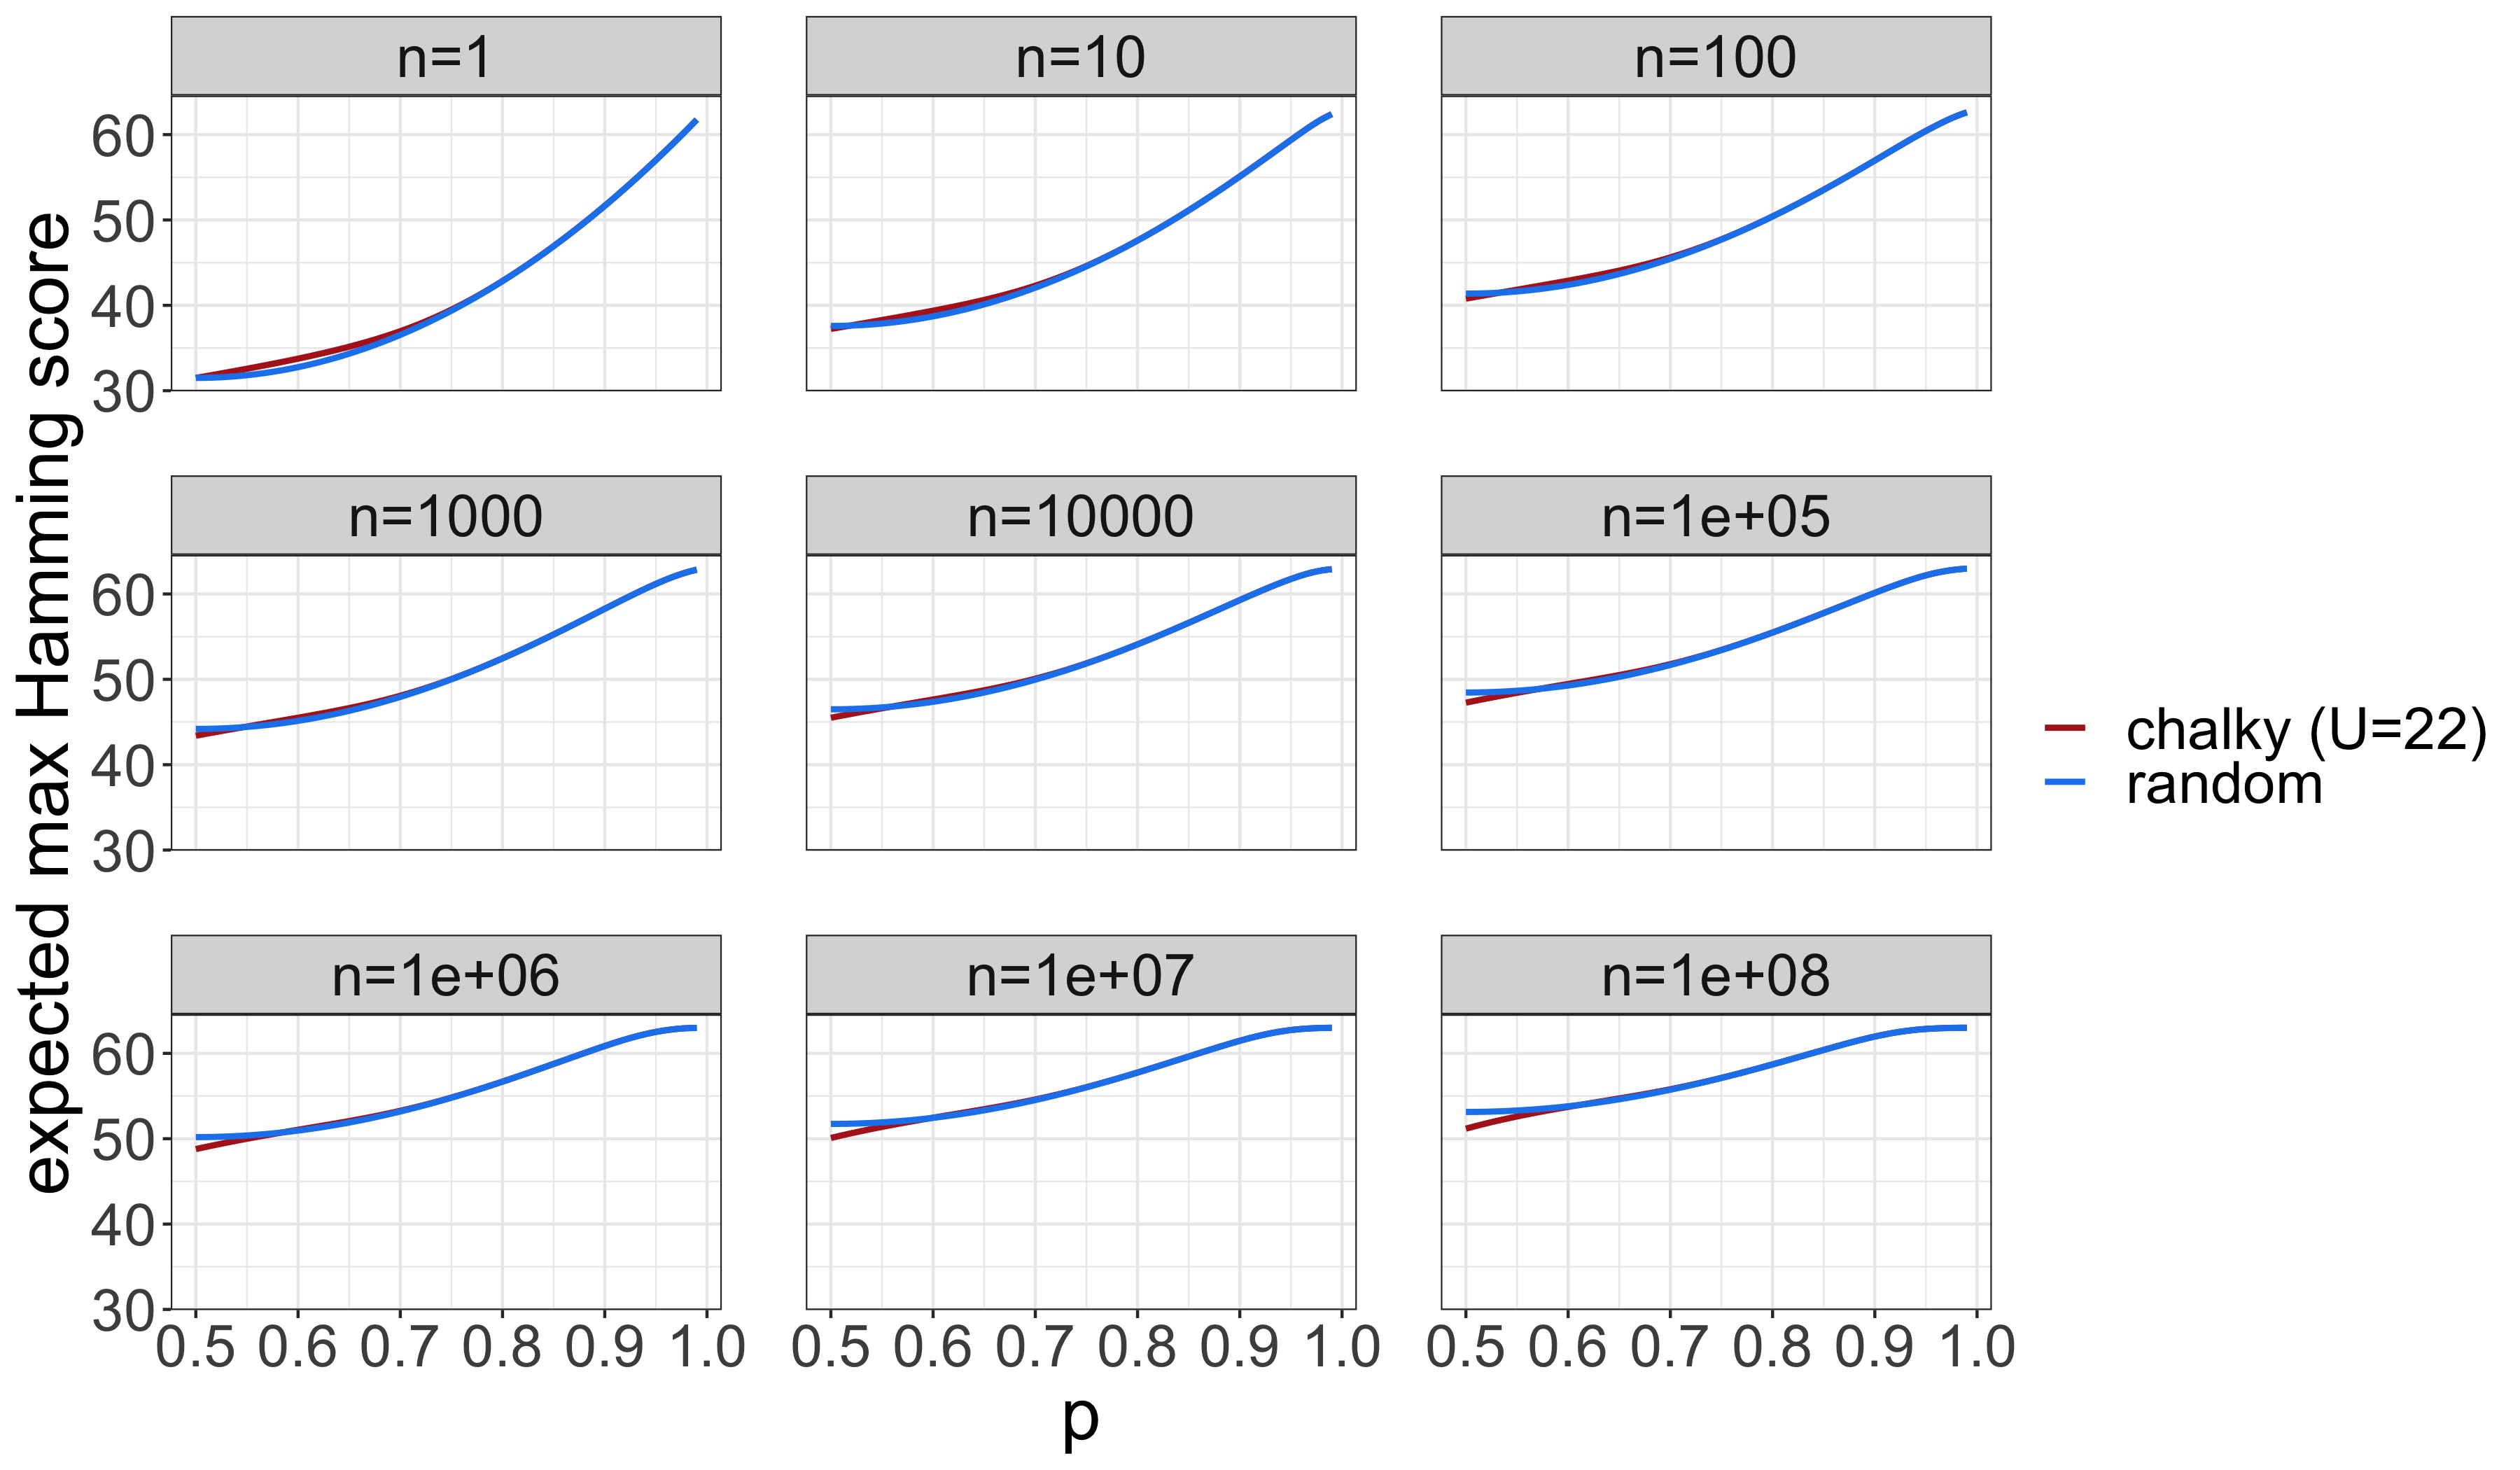 expected max Hamming score
n=1
n=10
n=100
60
50
40
30
n=1000
n=10000
n=1e+05
60
50
40
30
n=1e+06
n=1e+07
n=1e+08
60
50
40
30
0.5 0.6 0.7 0.8 0.9 1.0
0.5 0.6 0.7 0.8 0.9 1.0
0.5 0.6 0.7 0.8 0.9 1.0
p
chalky (U=22)
random